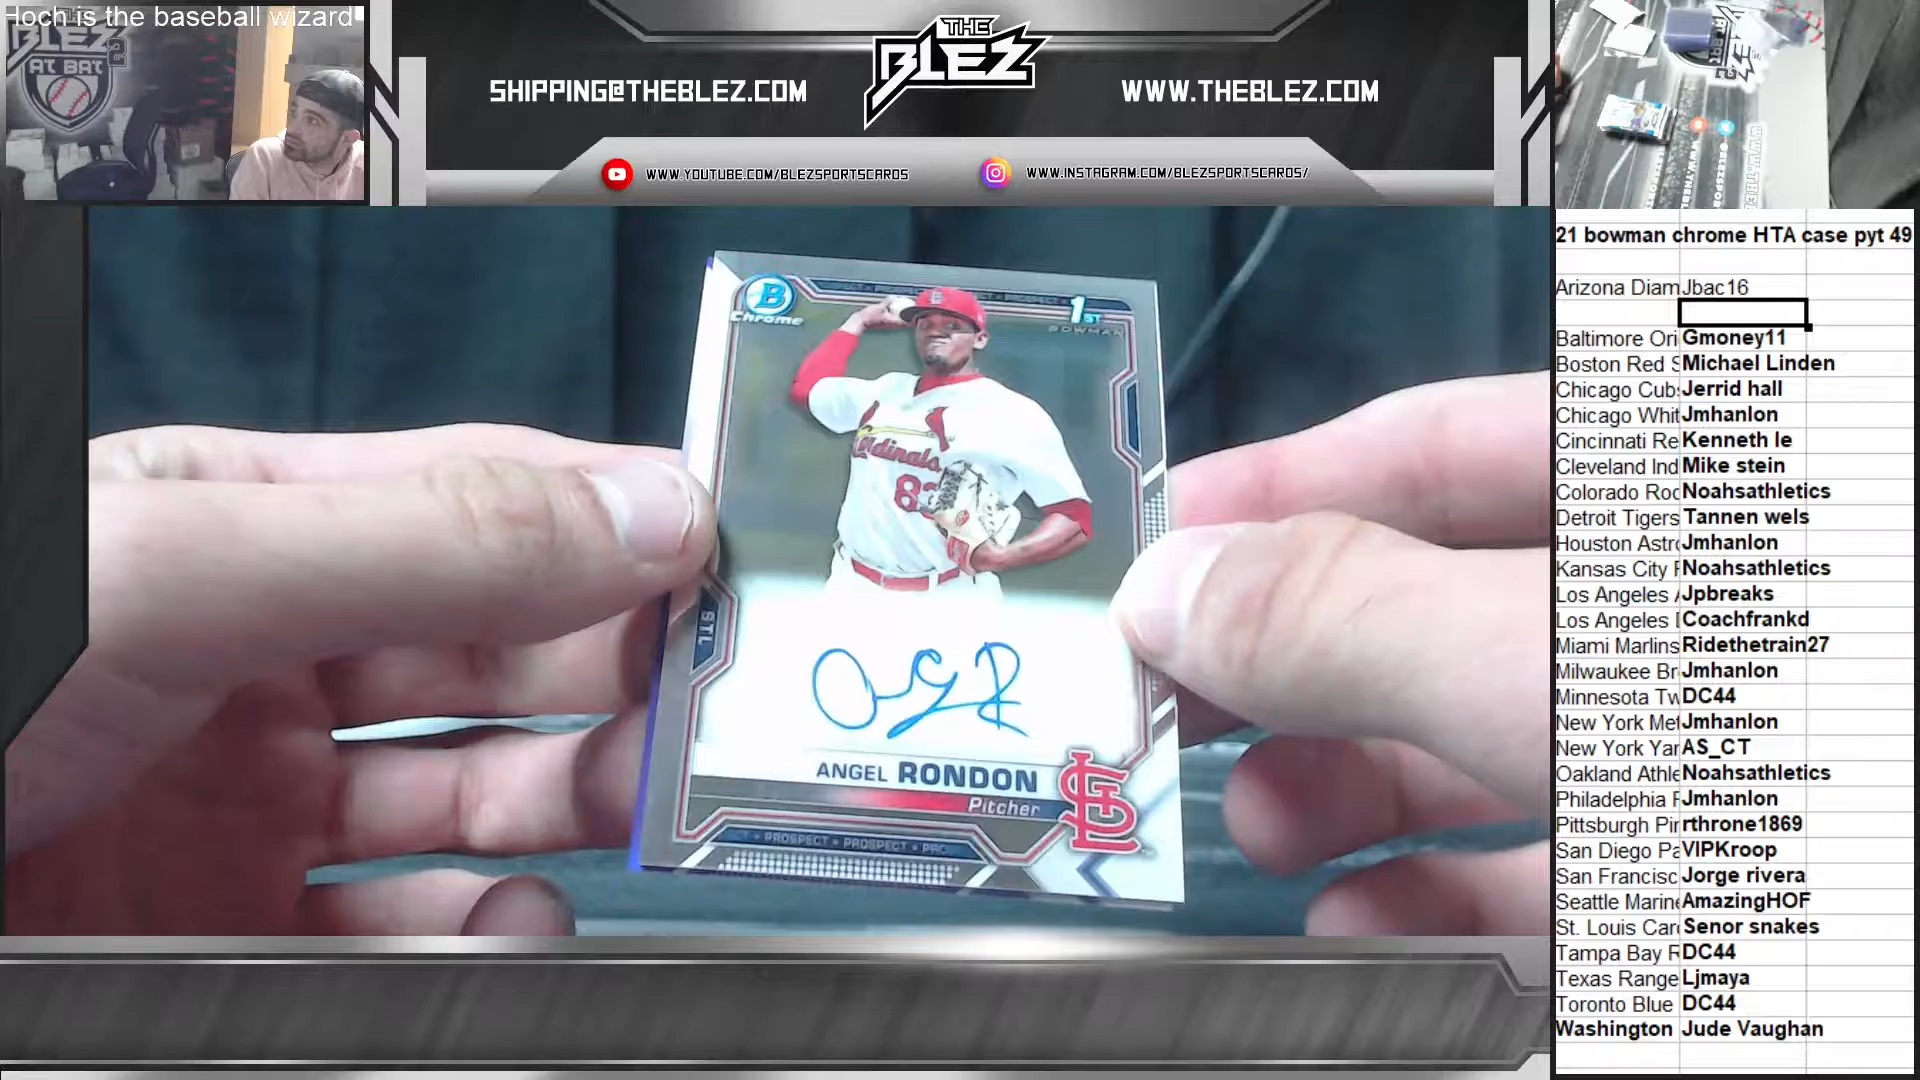 Hoch is the baseball wizard
BLEZ 2
AT BAT
THE
BLEZ
SHIPPING@THEBLEZ.COM
WWW.THEBLEZ.COM
WWW.YOUTUBE.COM/BLEZSPORTSCARDS
WWW.INSTAGRAM.COM/BLEZSPORTSCARDS/
B
Chrome
1ST
BOWMAN
Cardinals
STL
ANGEL RONDON
Pitcher
PROSPECT • PROSPECT
21 bowman chrome HTA case pyt 49
Arizona Diam Jbac16
Baltimore Ori Gmoney11
Boston Red S Michael Linden
Chicago Cubs Jerrid hall
Chicago Whit Jmhanlon
Cincinnati Re Kenneth le
Cleveland Ind Mike stein
Colorado Roc Noahsathletics
Detroit Tigers Tannen wels
Houston Astro Jmhanlon
Kansas City R Noahsathletics
Los Angeles A Jpbreaks
Los Angeles D Coachfrankd
Miami Marlins Ridethetrain27
Milwaukee Br Jmhanlon
Minnesota Tw DC44
New York Met Jmhanlon
New York Yan AS_CT
Oakland Athle Noahsathletics
Philadelphia P Jmhanlon
Pittsburgh Pir rthrone1869
San Diego Pa VIPKroop
San Francisc Jorge rivera
Seattle Marine AmazingHOF
St. Louis Card Senor snakes
Tampa Bay R DC44
Texas Range Ljmaya
Toronto Blue DC44
Washington Jude Vaughan